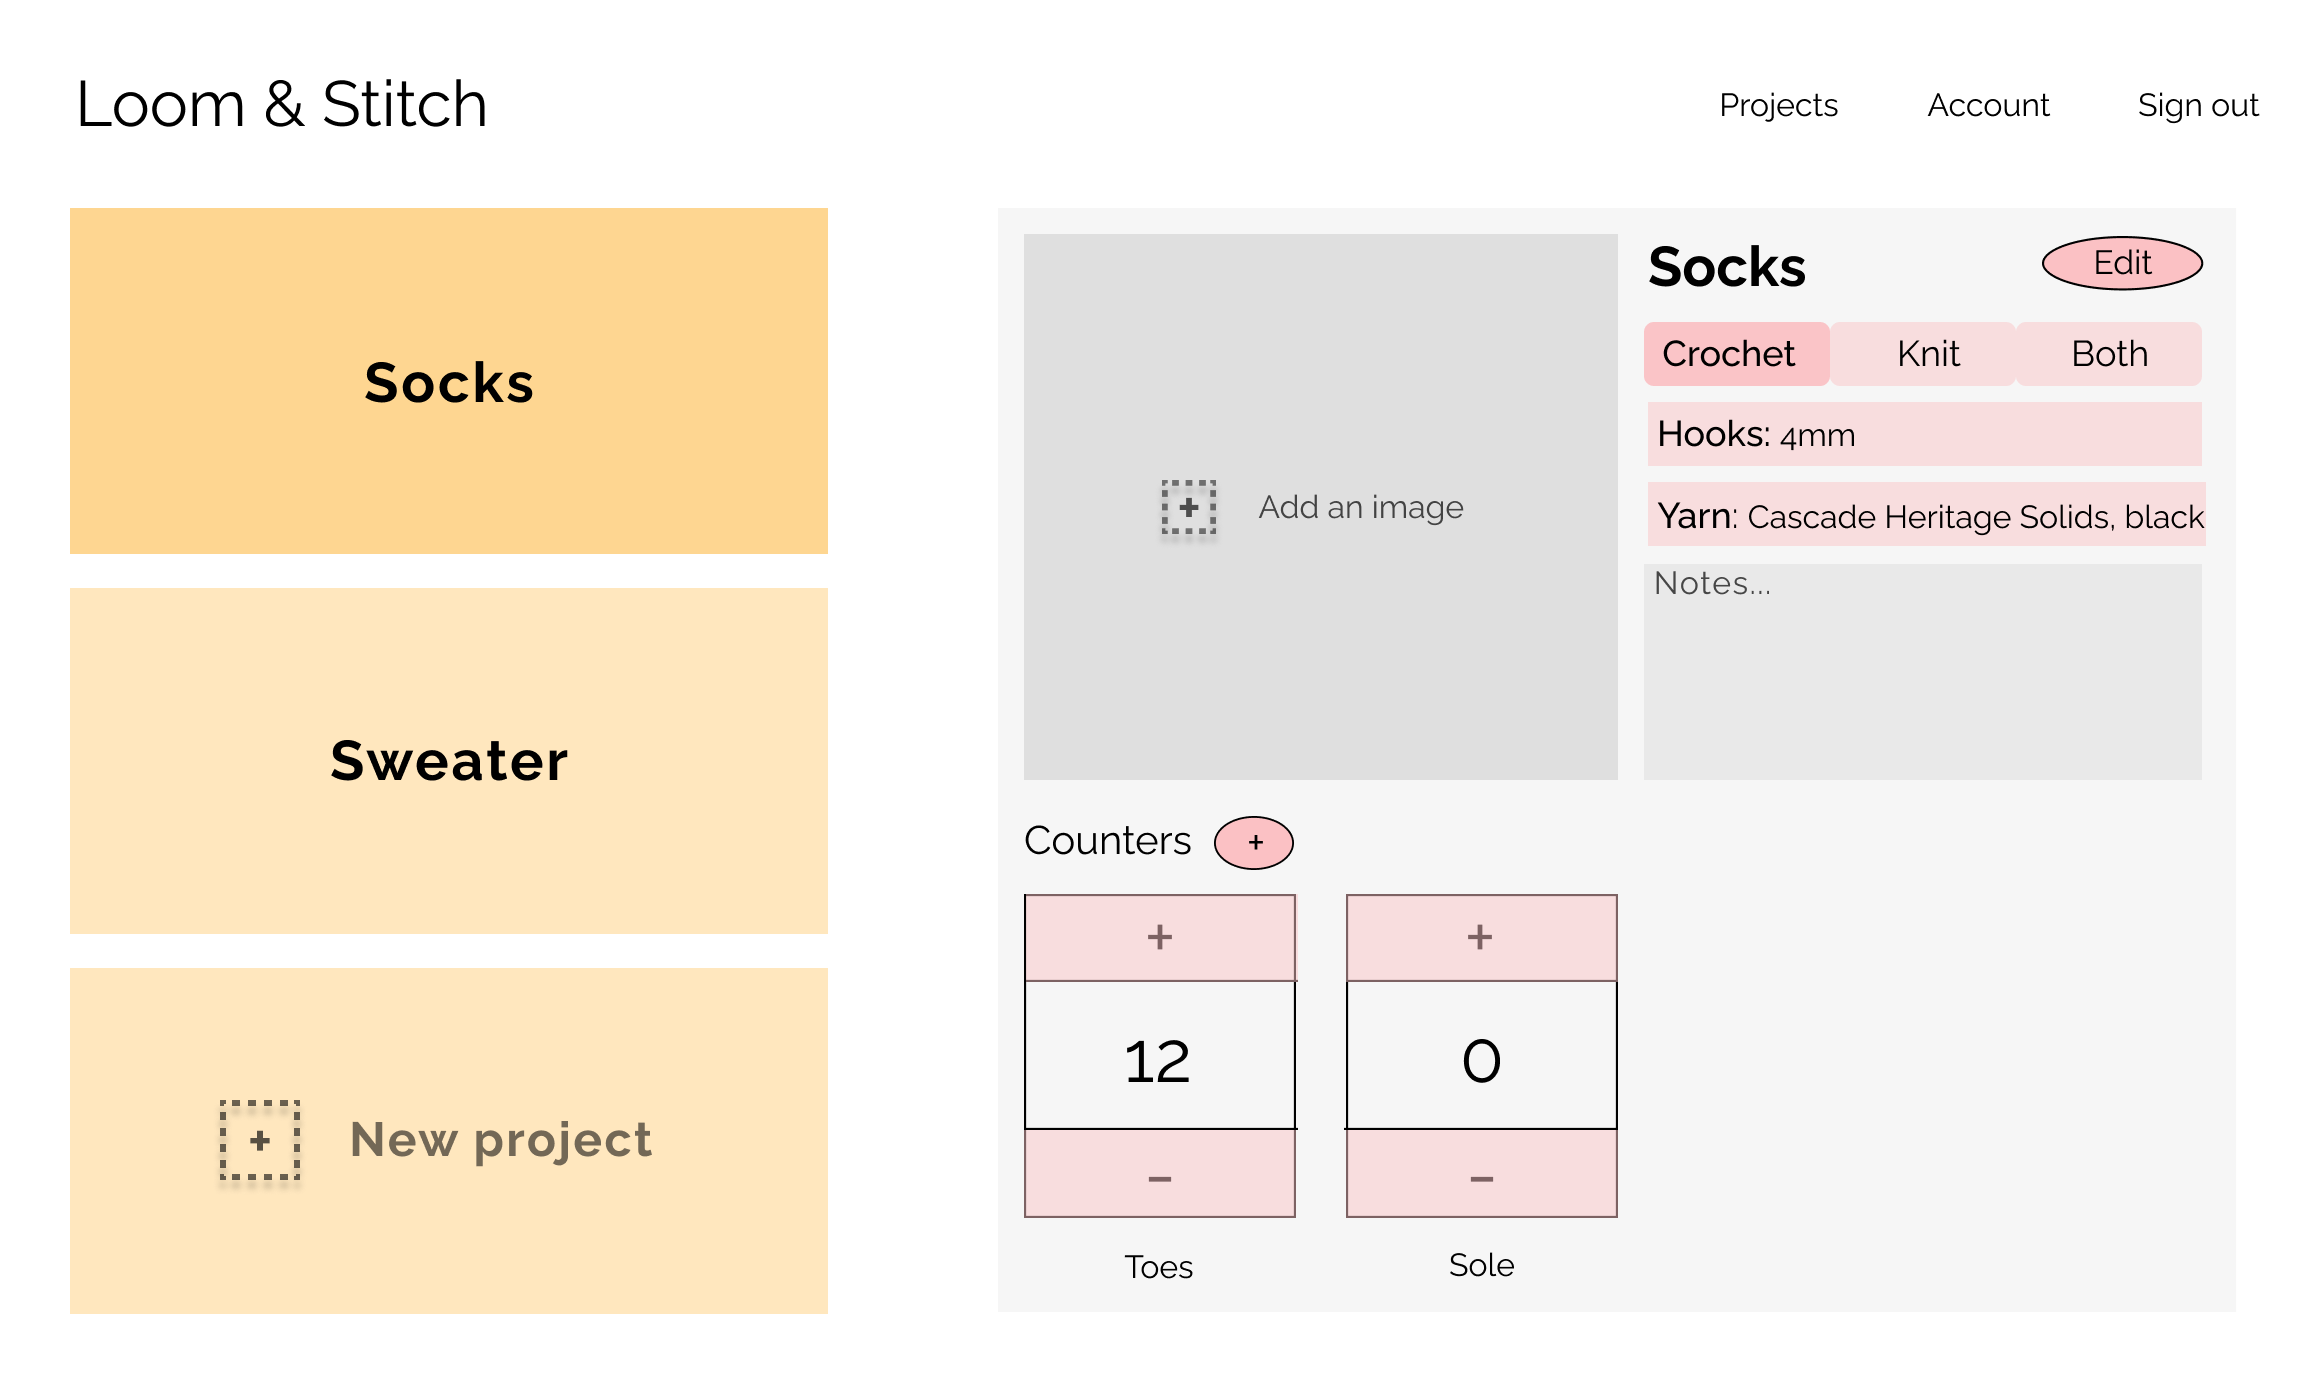 Loom & Stitch
Projects
Account
Sign out
Socks
Sweater
+ New project
+ Add an image
Socks
Edit
Crochet
Knit
Both
Hooks: 4mm
Yarn: Cascade Heritage Solids, black
Notes...
Counters +
+
12
–
Toes
+
0
–
Sole